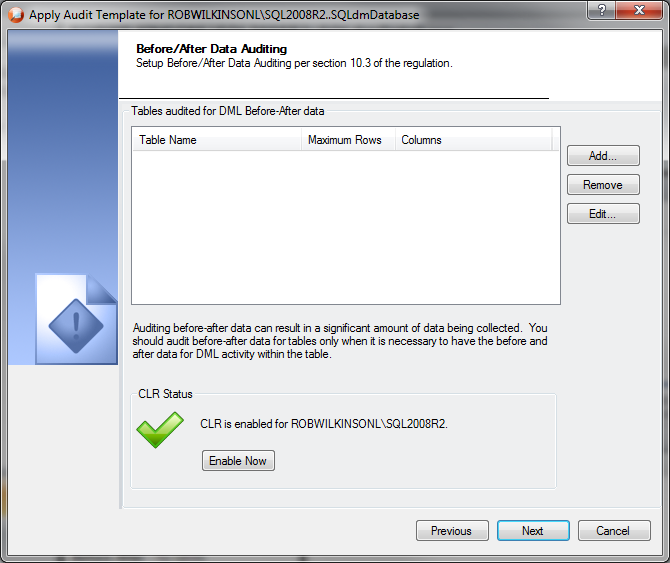 Apply Audit Template for ROBWILKINSONL\SQL2008R2..SQLdmDatabase
Before/After Data Auditing
Setup Before/After Data Auditing per section 10.3 of the regulation.
Tables audited for DML Before-After data
Table Name Maximum Rows Columns
Add...
Remove
Edit...
Auditing before-after data can result in a significant amount of data being collected. You
should audit before-after data for tables only when it is necessary to have the before and
after data for DML activity within the table.
CLR Status
CLR is enabled for ROBWILKINSONL\SQL2008R2.
Enable Now
Previous Next Cancel